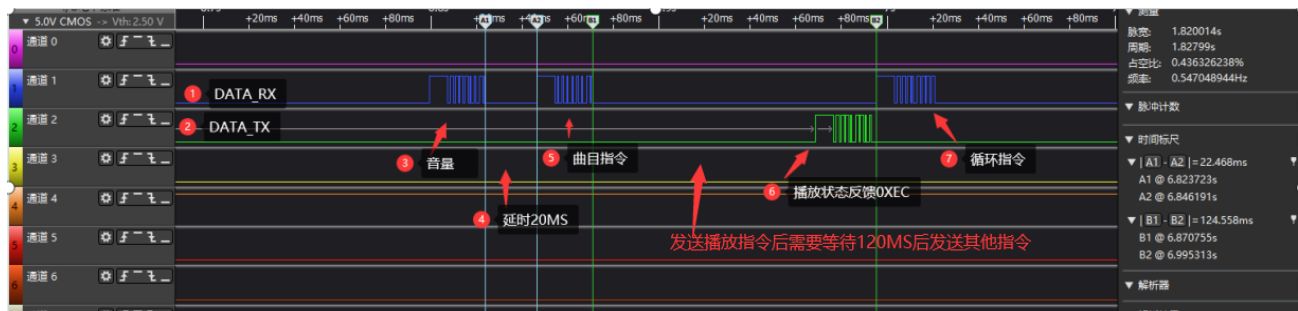 ▼ 5.0V CMOS -> Vth:2.50 V
+20ms +40ms +60ms +80ms +20ms +40ms +60ms +80ms +20ms +40ms +60ms +80ms +20ms +40ms +60ms +80ms
A1 A2 B1 B2
0 通道 0
1 通道 1
1 DATA_RX
2 通道 2
2 DATA_TX
3 音量
5 曲目指令
7 循环指令
3 通道 3
6 播放状态反馈0XEC
4 通道 4
4 延时20MS
发送播放指令后需要等待120MS后发送其他指令
5 通道 5
6 通道 6
▼ 测量
脉宽: 1.820014s
周期: 1.82799s
占空比: 0.436326238%
频率: 0.547048944Hz
▼ 脉冲计数
▼ 时间标尺
▼ | A1 - A2 |=22.468ms
A1 @ 6.823723s
A2 @ 6.846191s
▼ | B1 - B2 |=124.558ms
B1 @ 6.870755s
B2 @ 6.995313s
▼ 解析器